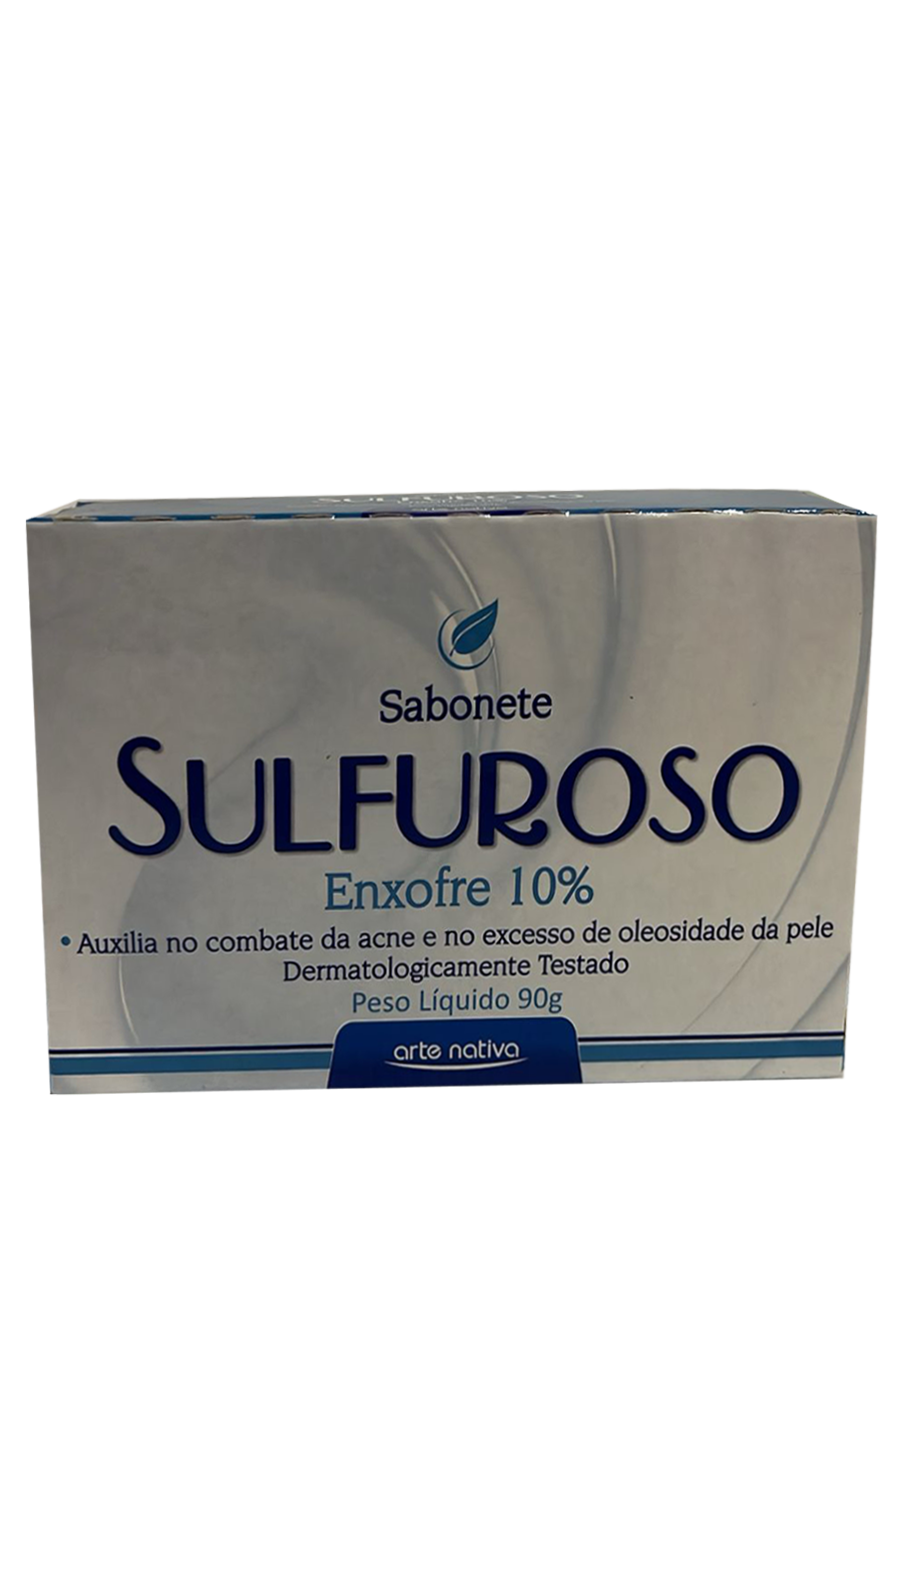 SULFUROSO
Sabonete
SULFUROSO
Enxofre 10%
• Auxilia no combate da acne e no excesso de oleosidade da pele
Dermatologicamente Testado
Peso Líquido 90g
arte nativa